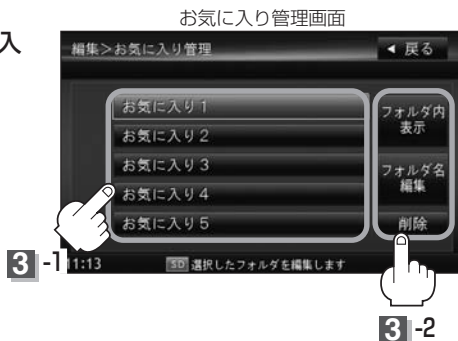 お気に入り管理画面
入
編集>お気に入り管理
◀ 戻る
お気に入り1
お気に入り2
お気に入り3
お気に入り4
お気に入り5
フォルダ内
表示
フォルダ名
編集
削除
3 -1
11:13
SD 選択したフォルダを編集します
3 -2